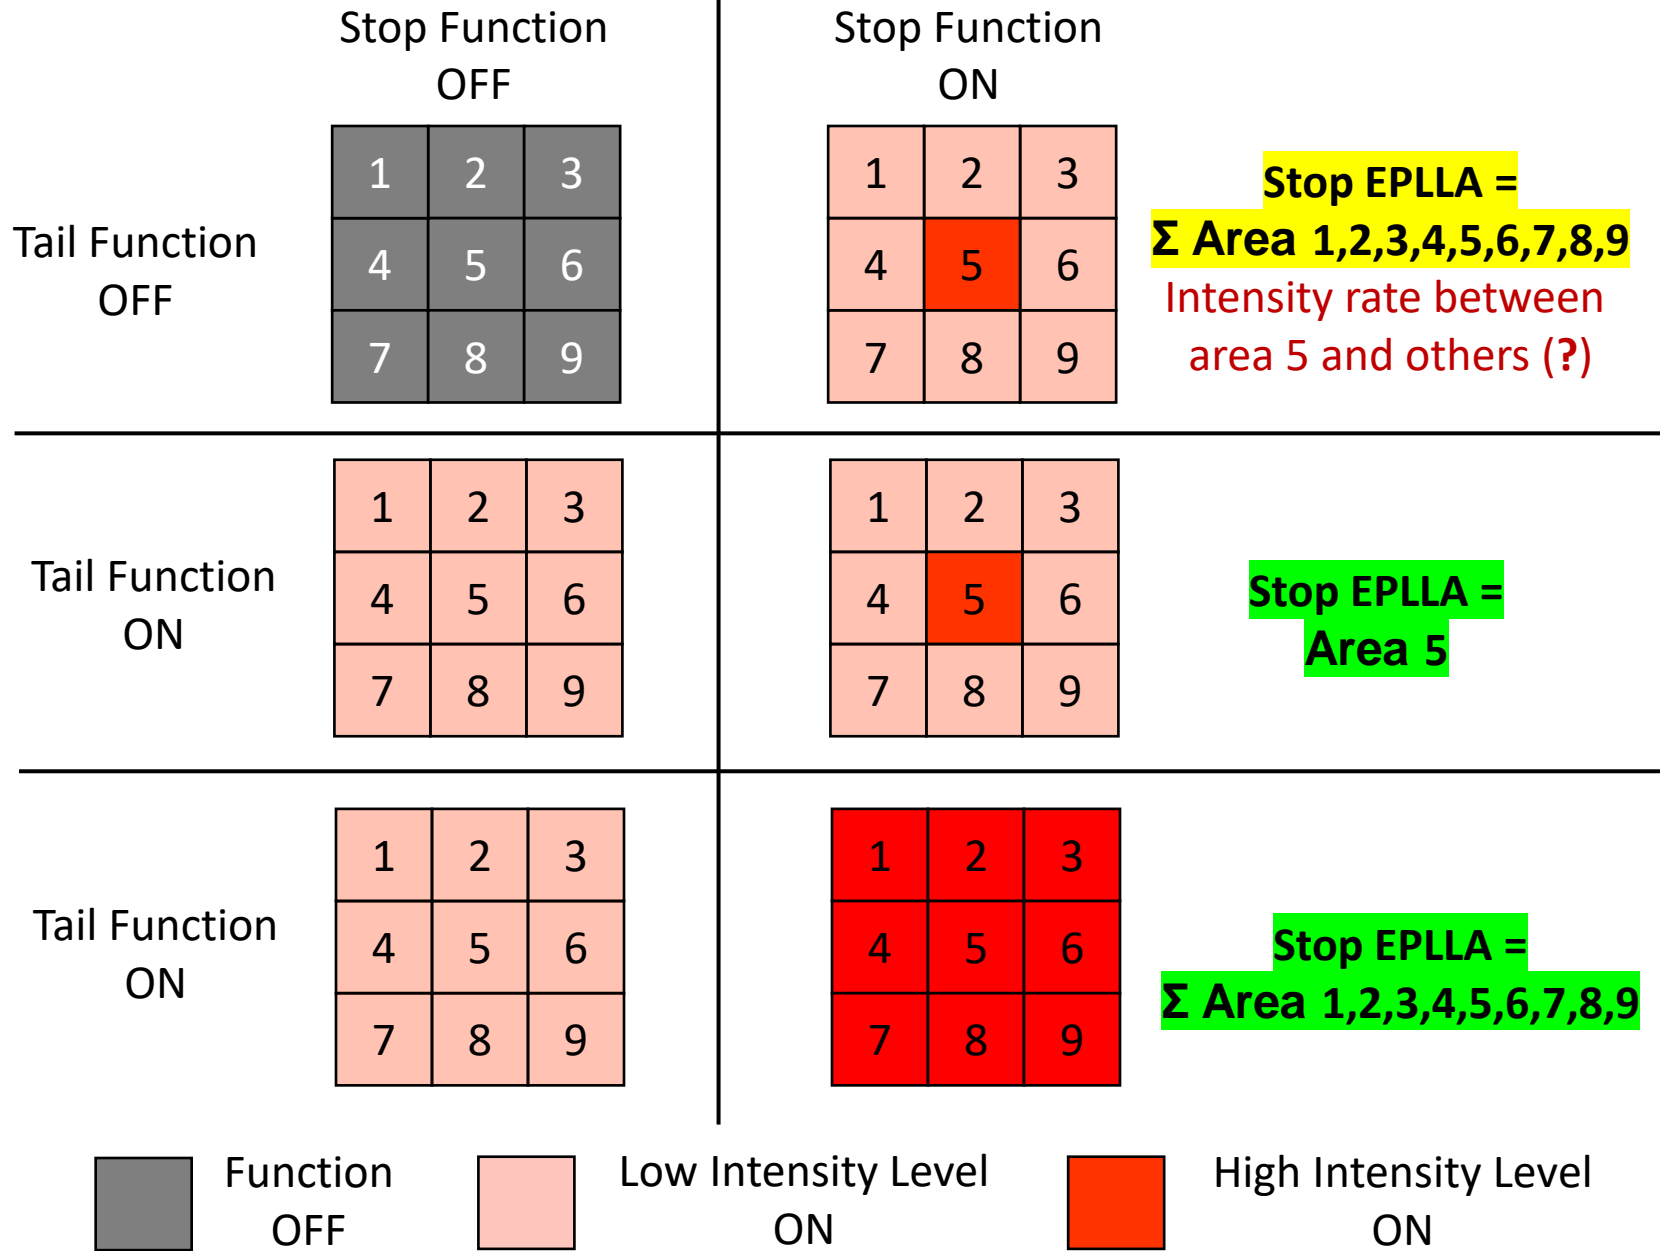 Stop Function
OFF
Stop Function
ON
Tail Function
OFF
1 2 3
4 5 6
7 8 9
1 2 3
4 5 6
7 8 9
Stop EPLLA =
Σ Area 1,2,3,4,5,6,7,8,9
Intensity rate between
area 5 and others (?)
Tail Function
ON
1 2 3
4 5 6
7 8 9
1 2 3
4 5 6
7 8 9
Stop EPLLA =
Area 5
Tail Function
ON
1 2 3
4 5 6
7 8 9
1 2 3
4 5 6
7 8 9
Stop EPLLA =
Σ Area 1,2,3,4,5,6,7,8,9
Function
OFF
Low Intensity Level
ON
High Intensity Level
ON